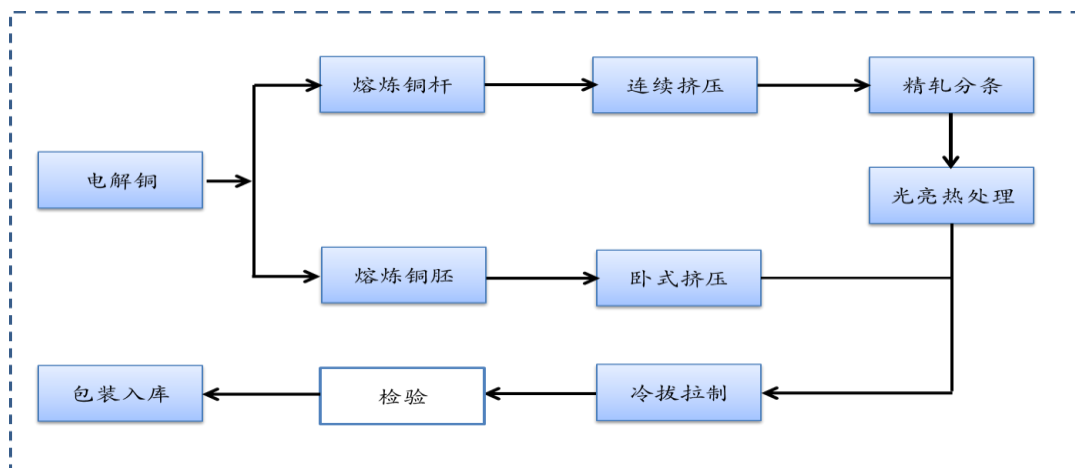 熔炼铜杆
连续挤压
精轧分条
电解铜
光亮热处理
熔炼铜胚
卧式挤压
包装入库
检验
冷拔拉制